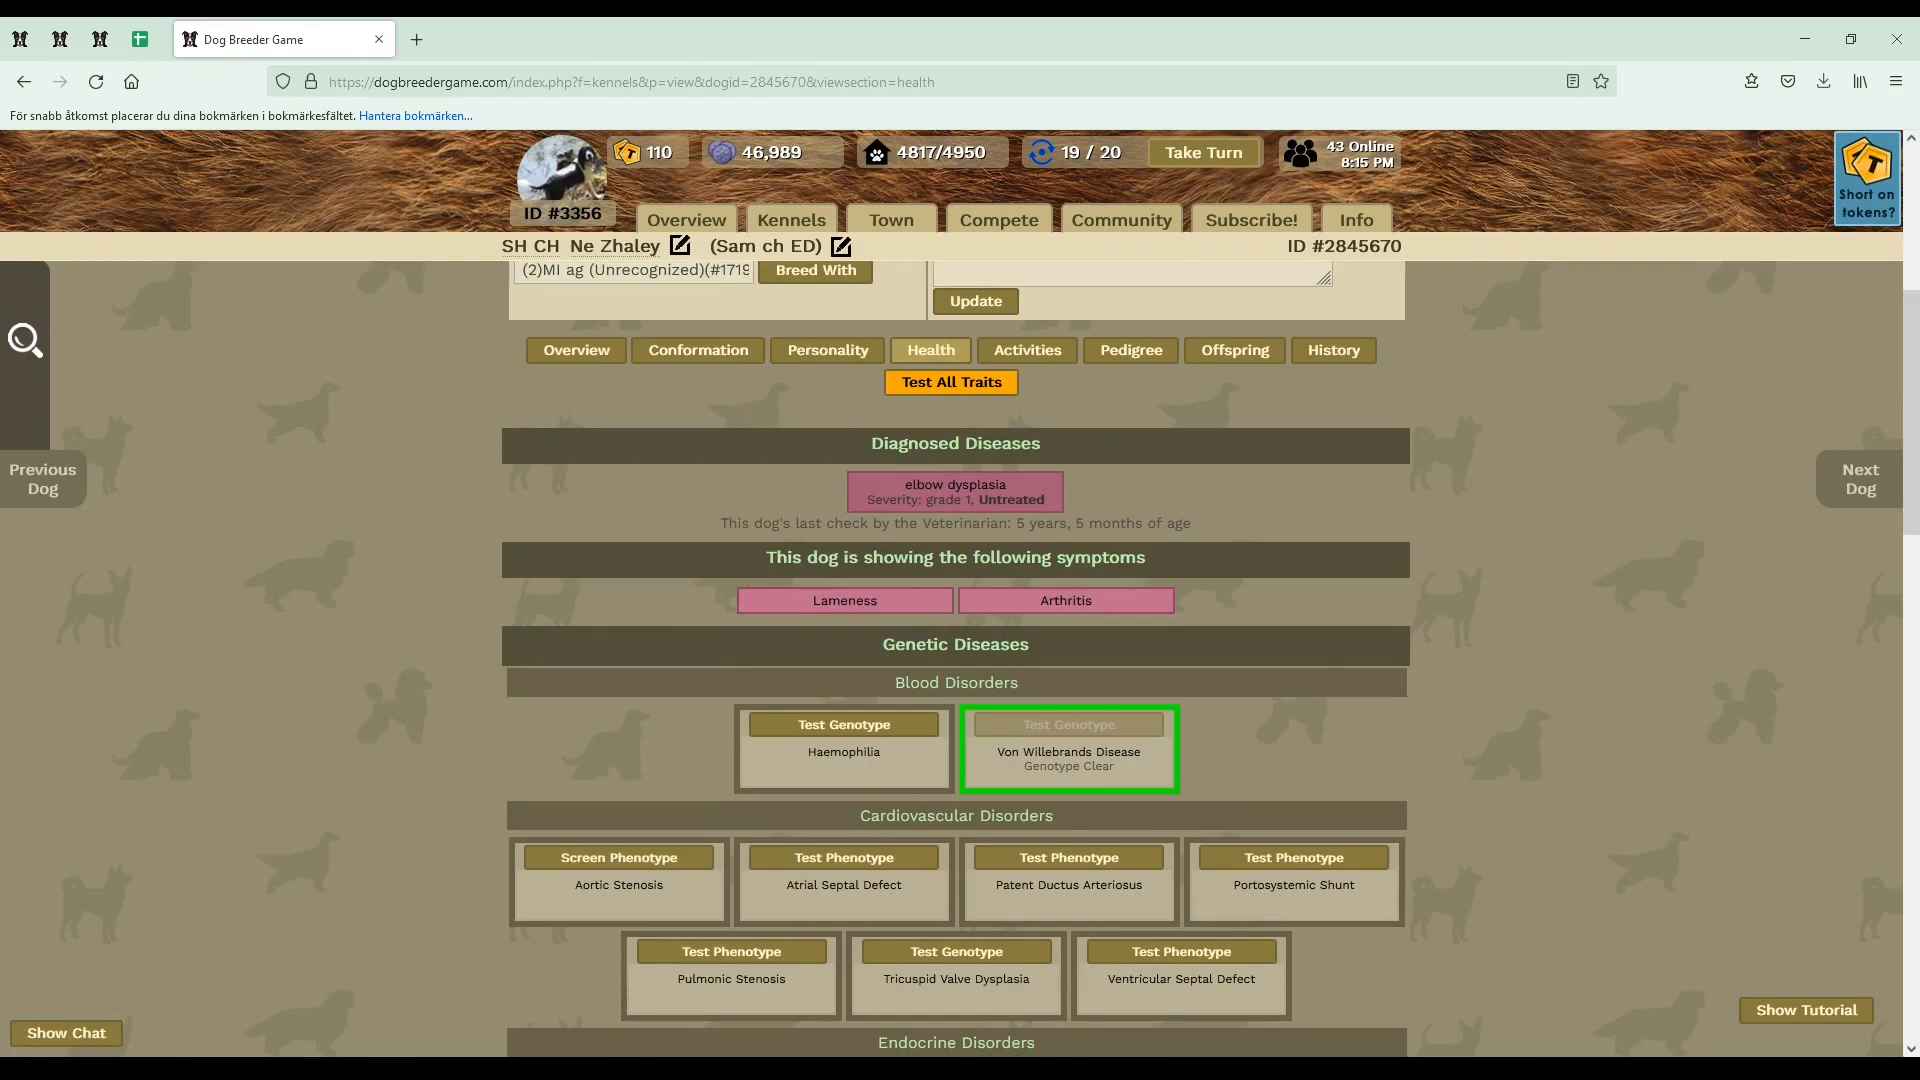 Dog Breeder Game
https://dogbreedergame.com/index.php?f=kennels&p=view&dogid=2845670&viewsection=health
För snabb åtkomst placerar du dina bokmärken i bokmärkesfältet. Hantera bokmärken...
110
46,989
4817/4950
19 / 20
Take Turn
43 Online
8:15 PM
Short on
tokens?
ID #3356
Overview
Kennels
Town
Compete
Community
Subscribe!
Info
SH CH Ne Zhaley (Sam ch ED)
ID #2845670
(2)MI ag (Unrecognized)(#1719
Breed With
Update
Overview
Conformation
Personality
Health
Activities
Pedigree
Offspring
History
Test All Traits
Previous
Dog
Next
Dog
Diagnosed Diseases
elbow dysplasia
Severity: grade 1, Untreated
This dog's last check by the Veterinarian: 5 years, 5 months of age
This dog is showing the following symptoms
Lameness
Arthritis
Genetic Diseases
Blood Disorders
Test Genotype
Haemophilia
Test Genotype
Von Willebrands Disease
Genotype Clear
Cardiovascular Disorders
Screen Phenotype
Aortic Stenosis
Test Phenotype
Atrial Septal Defect
Test Phenotype
Patent Ductus Arteriosus
Test Phenotype
Portosystemic Shunt
Test Phenotype
Pulmonic Stenosis
Test Genotype
Tricuspid Valve Dysplasia
Test Phenotype
Ventricular Septal Defect
Show Tutorial
Show Chat
Endocrine Disorders